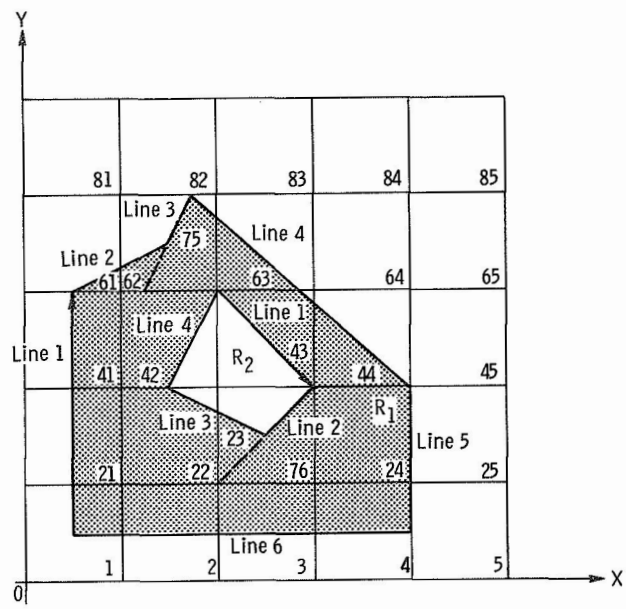 Y
81 82 83 84 85
Line 3
75
Line 4
Line 2
61 62 63 64 65
Line 4 Line 1
Line 1
R2
43
41 42 44 45
R1
Line 3
23
Line 2
Line 5
21 22 76 24 25
Line 6
1 2 3 4 5
0
X